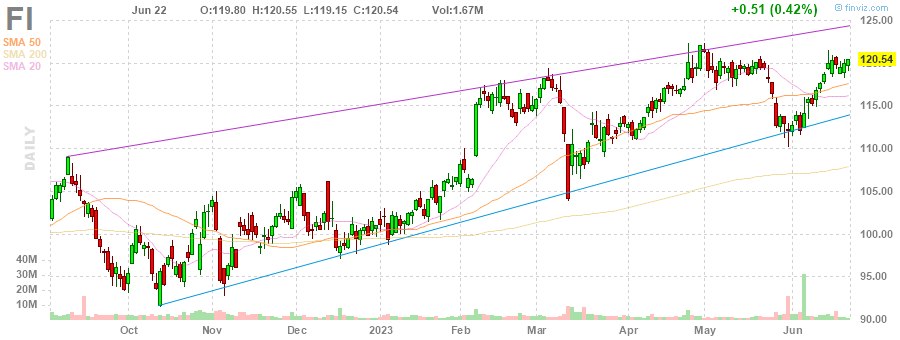 FI Jun 22 O:119.80 H:120.55 L:119.15 C:120.54 Vol:1.67M +0.51 (0.42%) © finviz.com
SMA 50
SMA 200
SMA 20
DAILY
125.00
120.54
120.00
115.00
110.00
105.00
100.00
95.00
90.00
40M
30M
20M
10M
Oct Nov Dec 2023 Feb Mar Apr May Jun